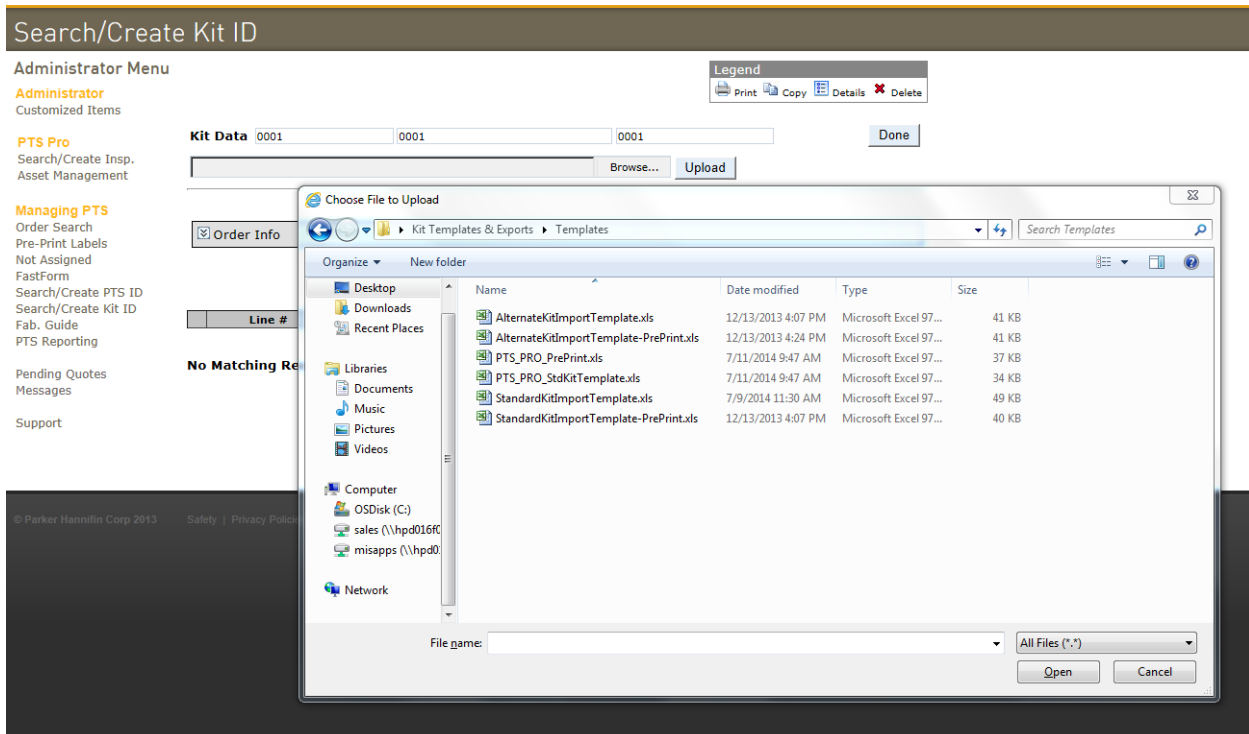 Search/Create Kit ID
Administrator Menu
Administrator
Customized Items
PTS Pro
Search/Create Insp.
Asset Management
Managing PTS
Order Search
Pre-Print Labels
Not Assigned
FastForm
Search/Create PTS ID
Search/Create Kit ID
Fab. Guide
PTS Reporting
Pending Quotes
Messages
Support
Legend
Print Copy Details Delete
Kit Data 0001 0001 0001 Done
Browse... Upload
Order Info
Line #
No Matching Re
Choose File to Upload
Kit Templates & Exports Templates Search Templates
Organize New folder
Desktop
Downloads
Recent Places
Libraries
Documents
Music
Pictures
Videos
Computer
OSDisk (C:)
sales (\\hpd016f0
misapps (\\hpd0
Network
Name Date modified Type Size
AlternateKitImportTemplate.xls 12/13/2013 4:07 PM Microsoft Excel 97... 41 KB
AlternateKitImportTemplate-PrePrint.xls 12/13/2013 4:24 PM Microsoft Excel 97... 41 KB
PTS_PRO_PrePrint.xls 7/11/2014 9:47 AM Microsoft Excel 97... 37 KB
PTS_PRO_StdKitTemplate.xls 7/11/2014 9:47 AM Microsoft Excel 97... 34 KB
StandardKitImportTemplate.xls 7/9/2014 11:30 AM Microsoft Excel 97... 49 KB
StandardKitImportTemplate-PrePrint.xls 12/13/2013 4:07 PM Microsoft Excel 97... 40 KB
File name: All Files (*.*)
Open Cancel
© Parker Hannifin Corp 2013 Safety | Privacy Policie